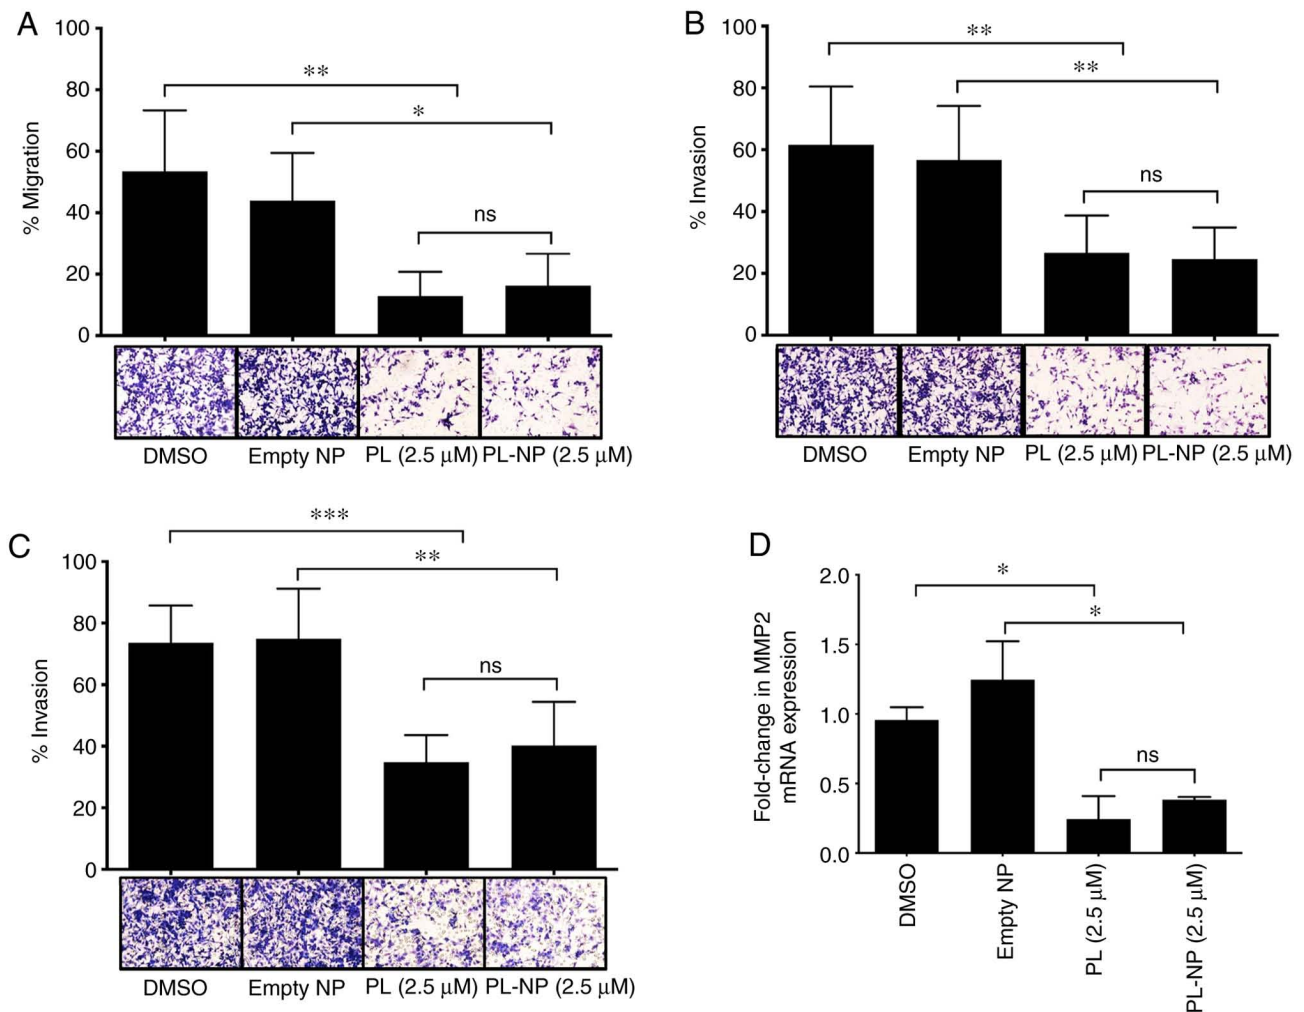 A
100
80
60
40
20
0
% Migration
**
*
ns
DMSO Empty NP PL (2.5 μM) PL-NP (2.5 μM)
B
100
80
60
40
20
0
% Invasion
**
**
ns
DMSO Empty NP PL (2.5 μM) PL-NP (2.5 μM)
C
100
80
60
40
20
0
% Invasion
***
**
ns
DMSO Empty NP PL (2.5 μM) PL-NP (2.5 μM)
D
2.0
1.5
1.0
0.5
0.0
Fold-change in MMP2
mRNA expression
*
*
ns
DMSO
Empty NP
PL (2.5 μM)
PL-NP (2.5 μM)